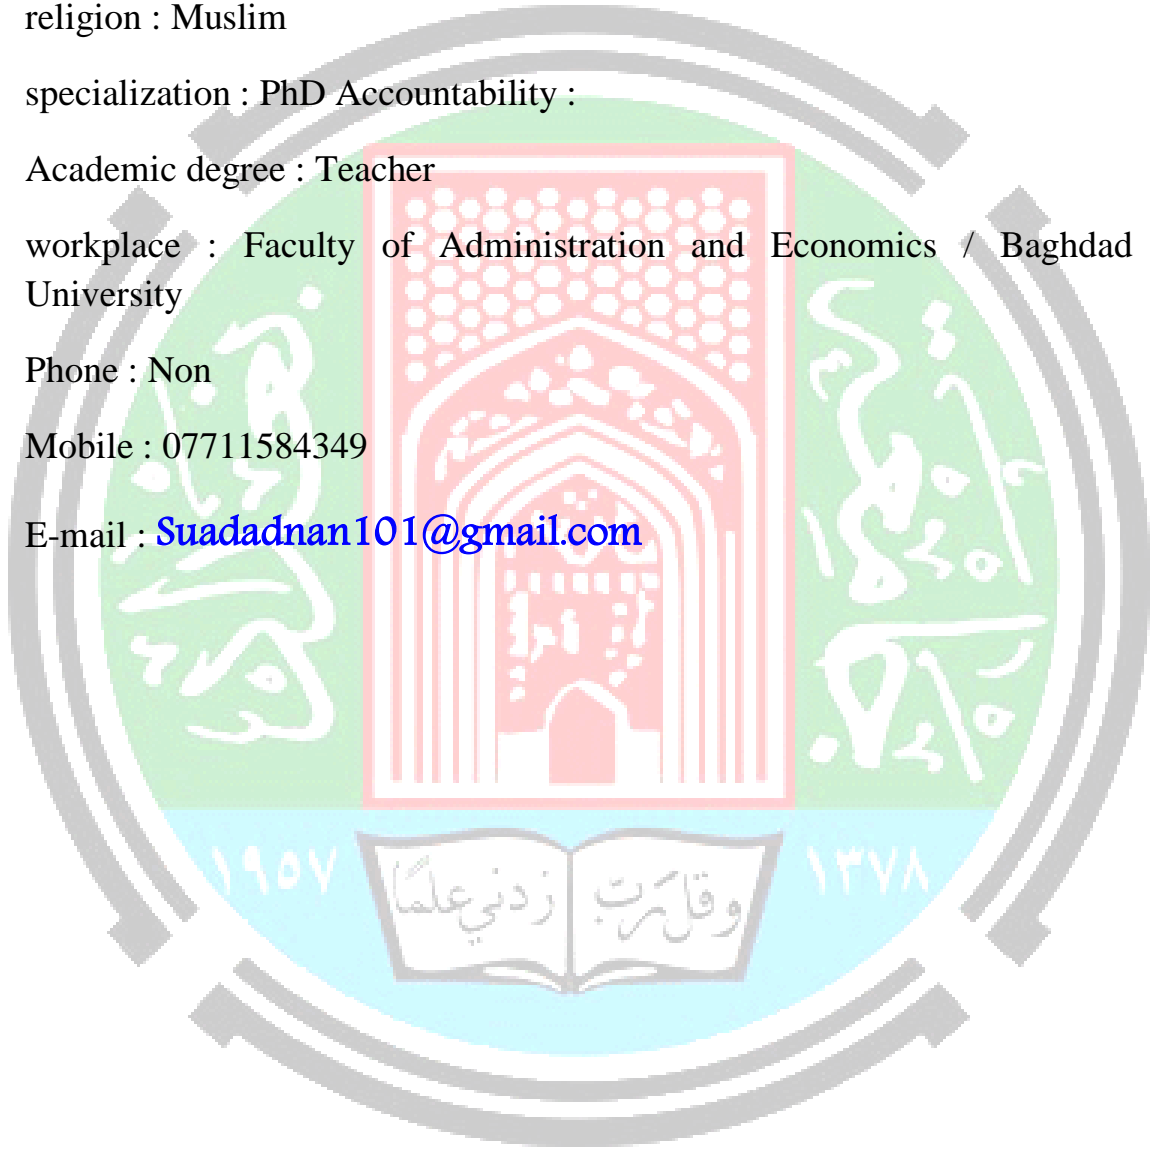 religion : Muslim
specialization : PhD Accountability :
Academic degree : Teacher
workplace : Faculty of Administration and Economics / Baghdad
University
Phone : Non
Mobile : 07711584349
E-mail : Suadadnan101@gmail.com
١٣٧٨
١٩٥٧
وقل رب
زدني علمًا